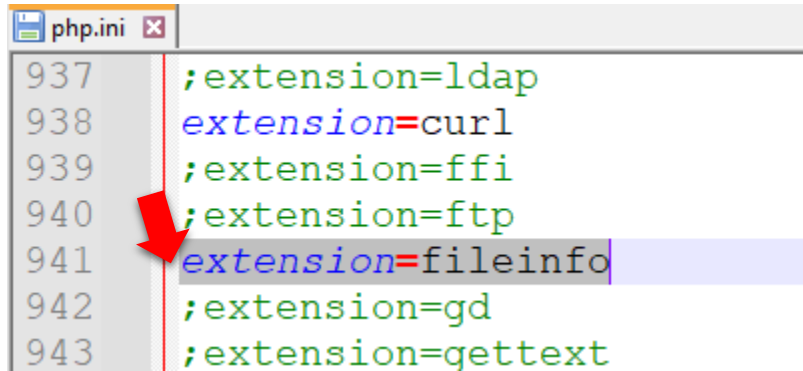 php.ini
937 ;extension=ldap
938 extension=curl
939 ;extension=ffi
940 ;extension=ftp
941 extension=fileinfo
942 ;extension=gd
943 ;extension=gettext